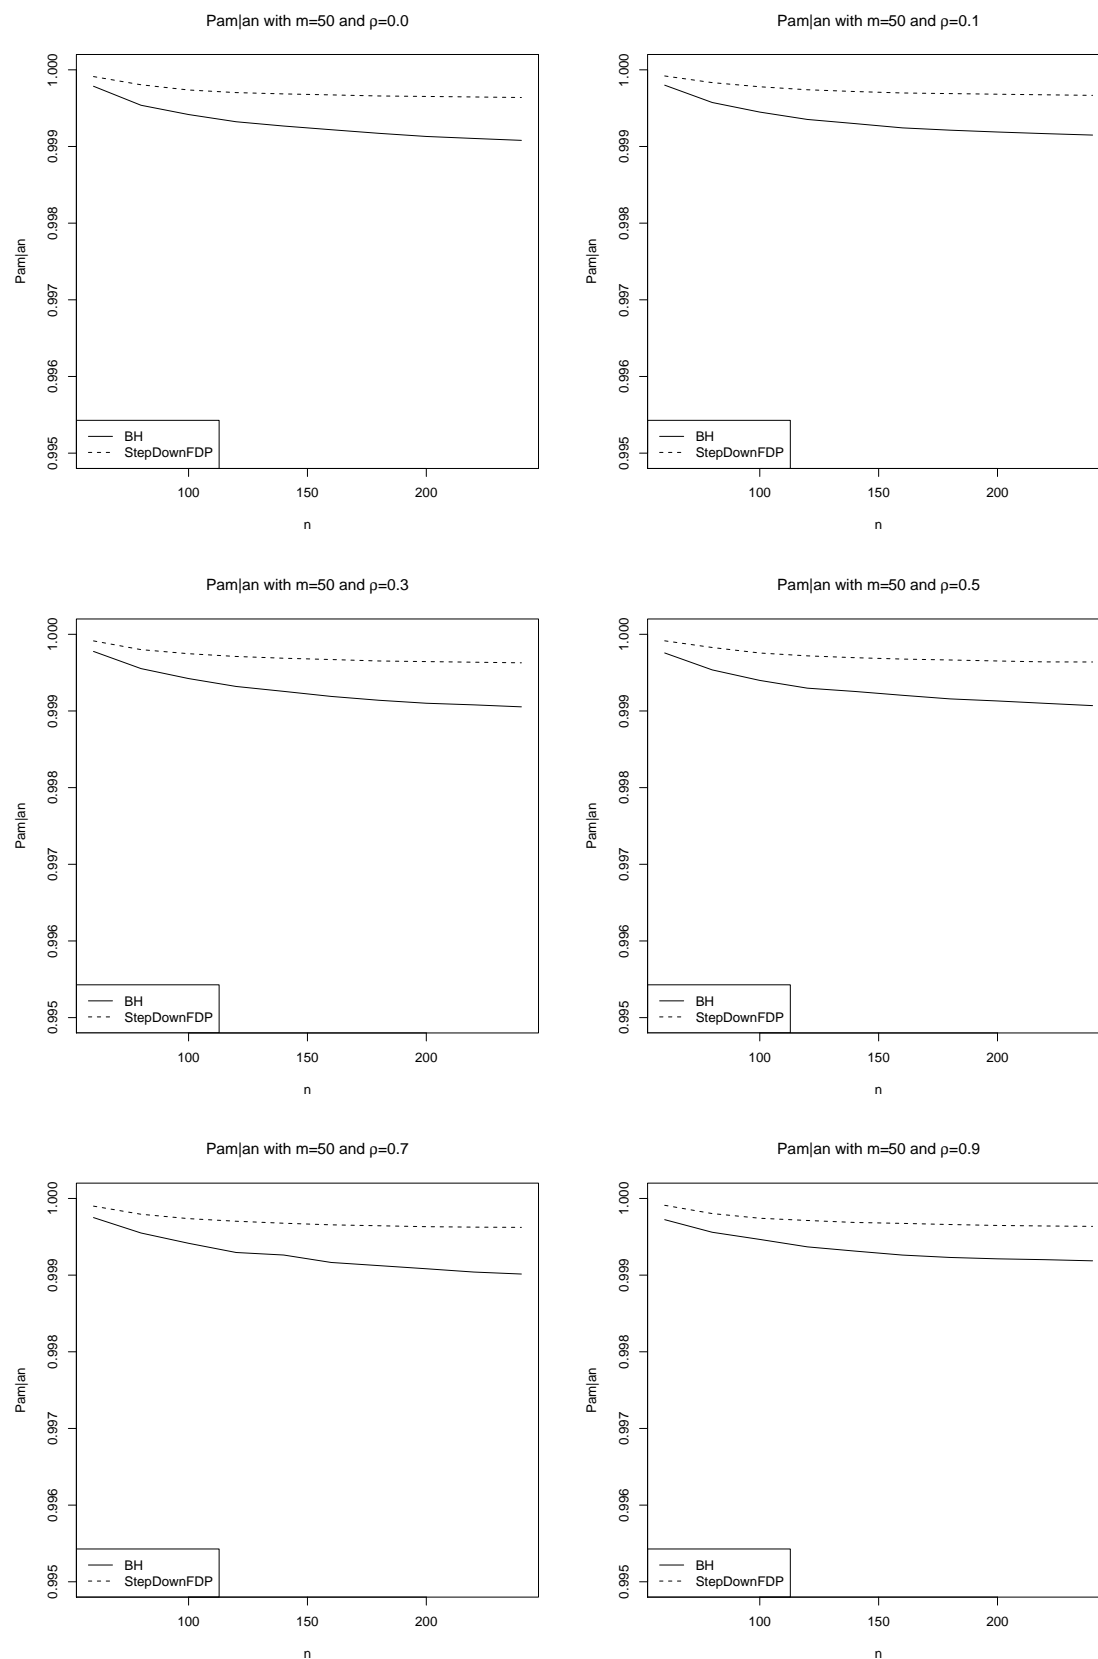 Pam|an with m=50 and ρ=0.0
Pam|an
1.000
0.999
0.998
0.997
0.996
0.995
BH
StepDownFDP
100 150 200
n
Pam|an with m=50 and ρ=0.1
Pam|an
1.000
0.999
0.998
0.997
0.996
0.995
BH
StepDownFDP
100 150 200
n
Pam|an with m=50 and ρ=0.3
Pam|an
1.000
0.999
0.998
0.997
0.996
0.995
BH
StepDownFDP
100 150 200
n
Pam|an with m=50 and ρ=0.5
Pam|an
1.000
0.999
0.998
0.997
0.996
0.995
BH
StepDownFDP
100 150 200
n
Pam|an with m=50 and ρ=0.7
Pam|an
1.000
0.999
0.998
0.997
0.996
0.995
BH
StepDownFDP
100 150 200
n
Pam|an with m=50 and ρ=0.9
Pam|an
1.000
0.999
0.998
0.997
0.996
0.995
BH
StepDownFDP
100 150 200
n